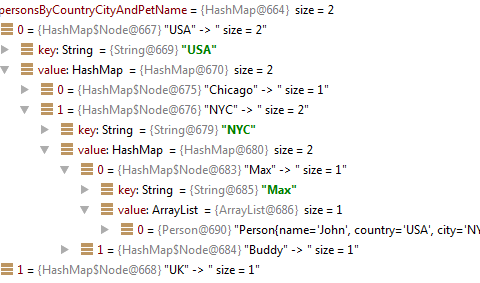 personsByCountryCityAndPetName = {HashMap@664} size = 2
0 = {HashMap$Node@667} "USA" -> " size = 2"
key: String = {String@669} "USA"
value: HashMap = {HashMap@670} size = 2
0 = {HashMap$Node@675} "Chicago" -> " size = 1"
1 = {HashMap$Node@676} "NYC" -> " size = 2"
key: String = {String@679} "NYC"
value: HashMap = {HashMap@680} size = 2
0 = {HashMap$Node@683} "Max" -> " size = 1"
key: String = {String@685} "Max"
value: ArrayList = {ArrayList@686} size = 1
0 = {Person@690} "Person{name='John', country='USA', city='NY
1 = {HashMap$Node@684} "Buddy" -> " size = 1"
1 = {HashMap$Node@668} "UK" -> " size = 1"